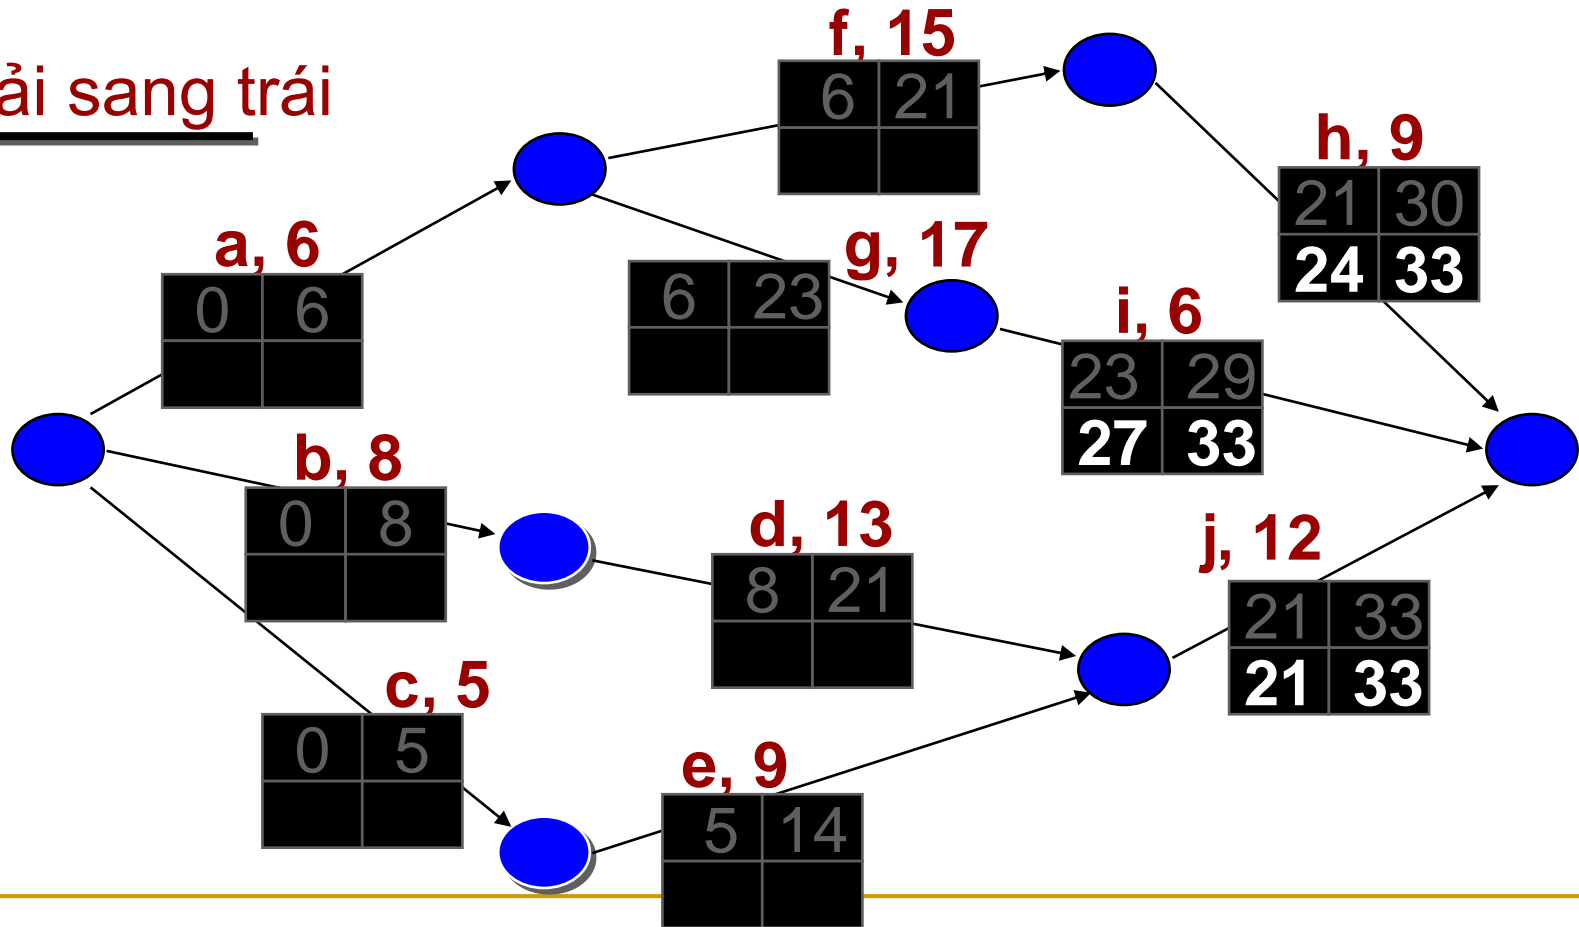 ải sang trái
f, 15
6 21
h, 9
21 30
24 33
a, 6
0 6
g, 17
6 23
i, 6
23 29
27 33
b, 8
0 8
d, 13
8 21
j, 12
21 33
21 33
c, 5
0 5
e, 9
5 14